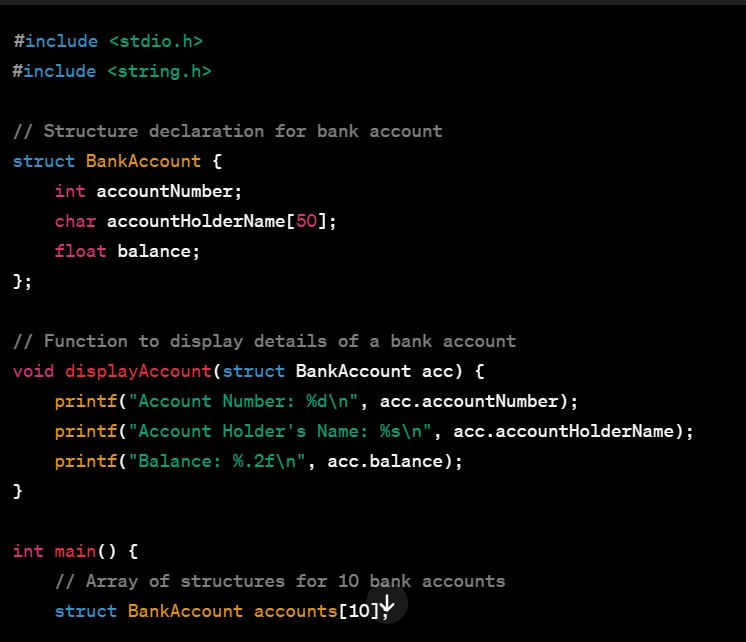 #include <stdio.h>
#include <string.h>
// Structure declaration for bank account
struct BankAccount {
    int accountNumber;
    char accountHolderName[50];
    float balance;
};
// Function to display details of a bank account
void displayAccount(struct BankAccount acc) {
    printf("Account Number: %d\n", acc.accountNumber);
    printf("Account Holder's Name: %s\n", acc.accountHolderName);
    printf("Balance: %.2f\n", acc.balance);
}
int main() {
    // Array of structures for 10 bank accounts
    struct BankAccount accounts[10];